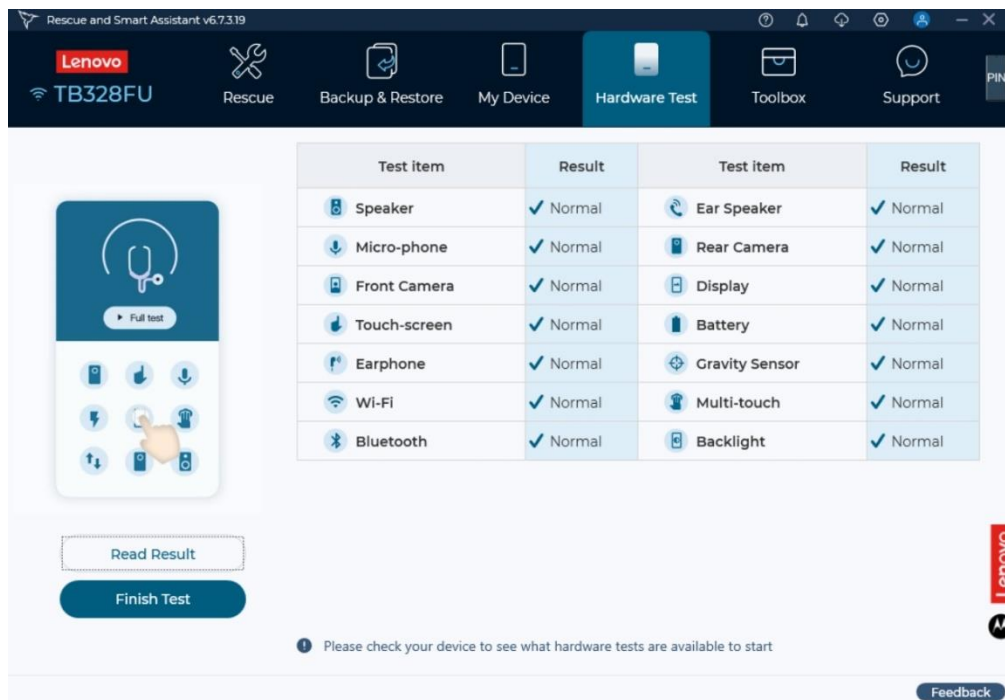 Rescue and Smart Assistant v6.7.3.19
Lenovo
TB328FU
Rescue
Backup & Restore
My Device
Hardware Test
Toolbox
Support
PIN
Test item Result Test item Result
Speaker Normal Ear Speaker Normal
Micro-phone Normal Rear Camera Normal
Front Camera Normal Display Normal
Touch-screen Normal Battery Normal
Earphone Normal Gravity Sensor Normal
Wi-Fi Normal Multi-touch Normal
Bluetooth Normal Backlight Normal
Full test
Read Result
Finish Test
Lenovo
Please check your device to see what hardware tests are available to start
Feedback